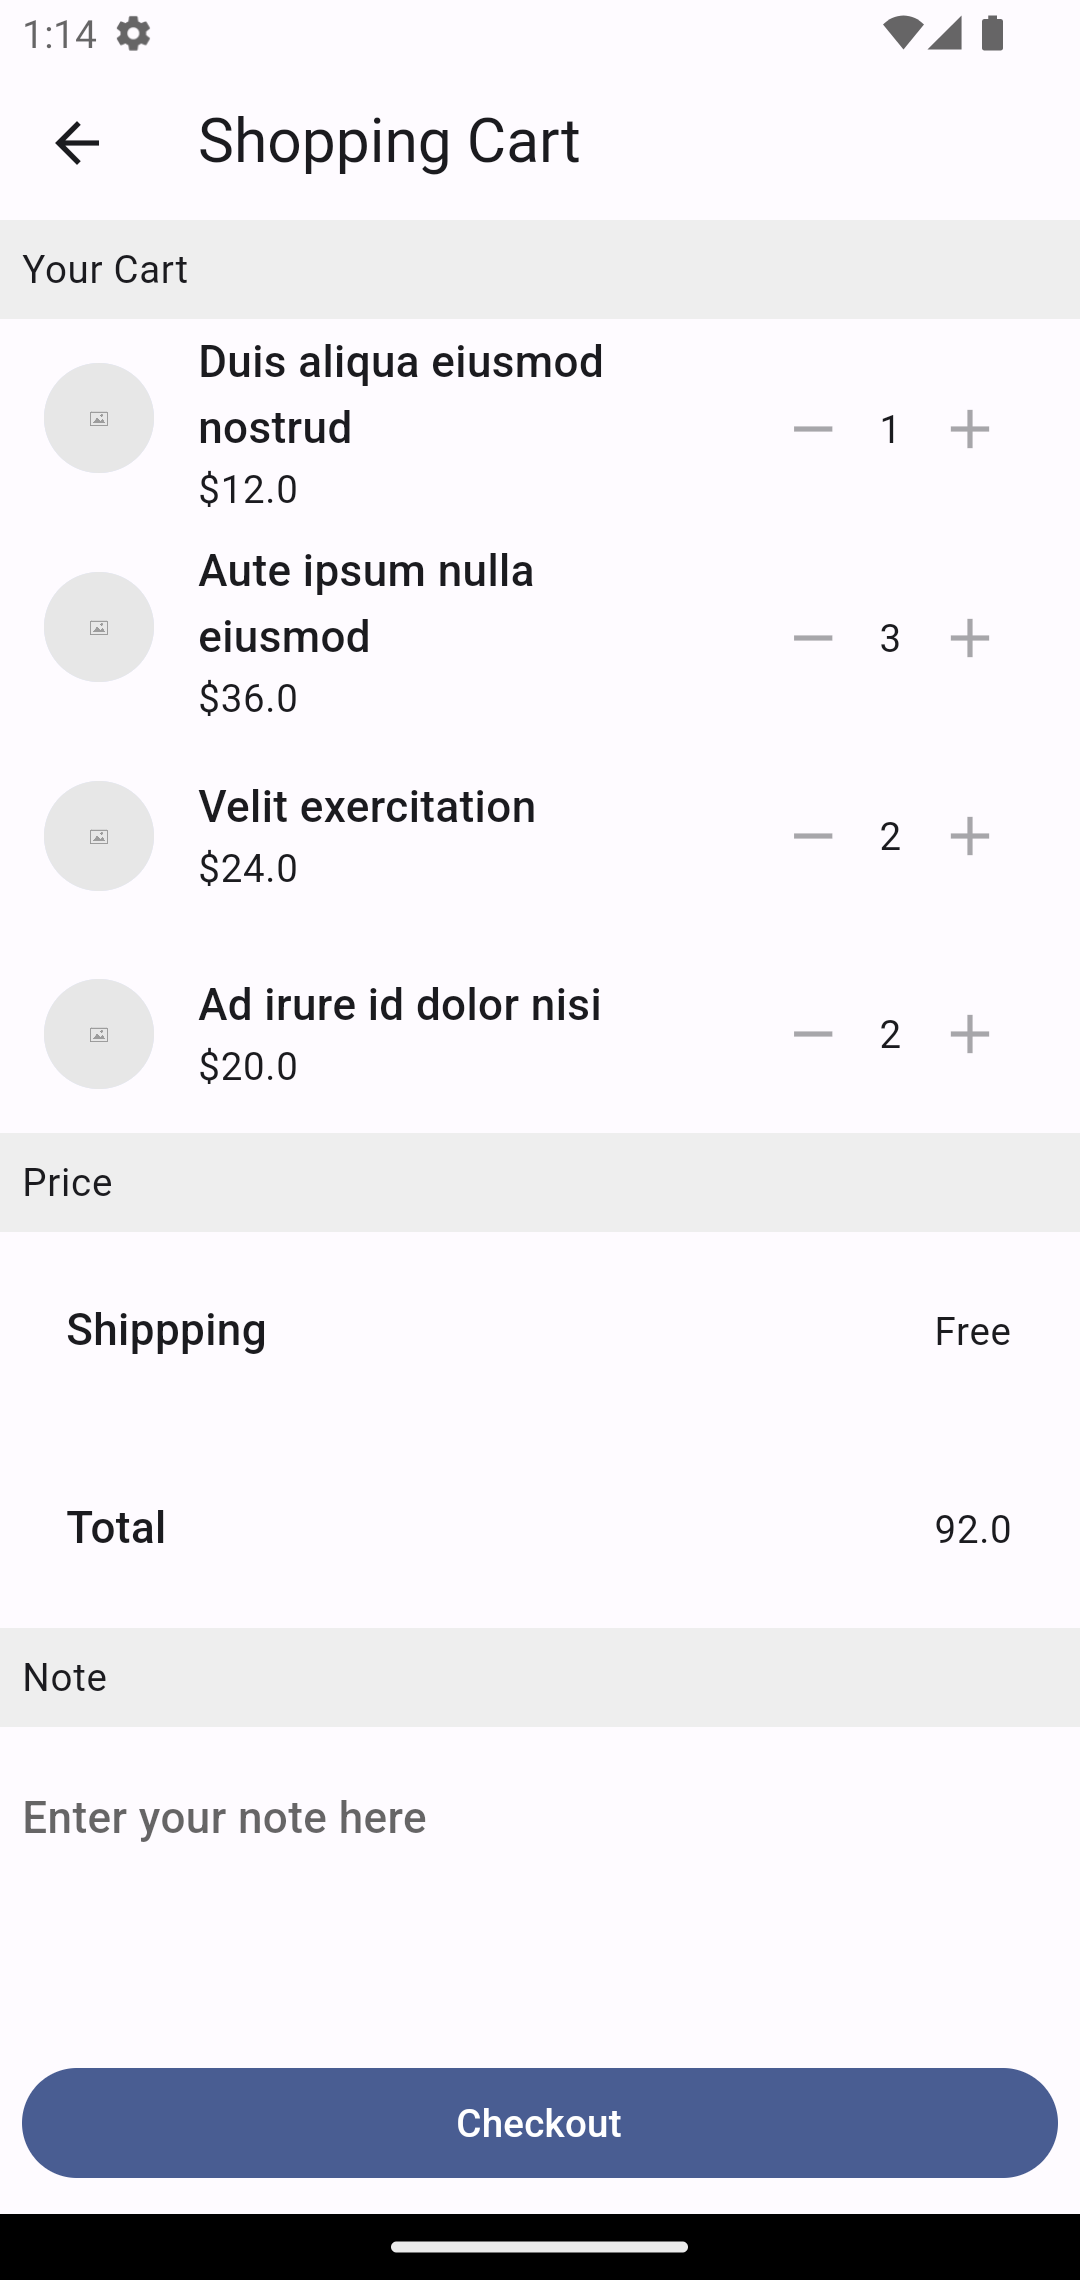 1:14
Shopping Cart
Your Cart
Duis aliqua eiusmod
nostrud
$12.0
1
Aute ipsum nulla
eiusmod
$36.0
3
Velit exercitation
$24.0
2
Ad irure id dolor nisi
$20.0
2
Price
Shippping
Free
Total
92.0
Note
Enter your note here
Checkout